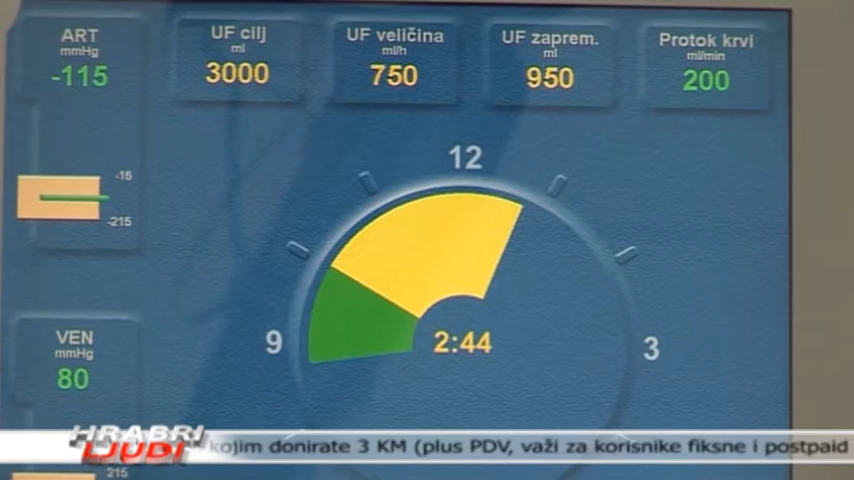 ART
mmHg
-115
UF cilj
ml
3000
UF veličina
ml/h
750
UF zaprem.
ml
950
Protok krvi
ml/min
200
-15
-215
12
9
2:44
3
VEN
mmHg
80
HRABRI
LJUDI
kojim donirate 3 KM (plus PDV, važi za korisnike fiksne i postpaid
215